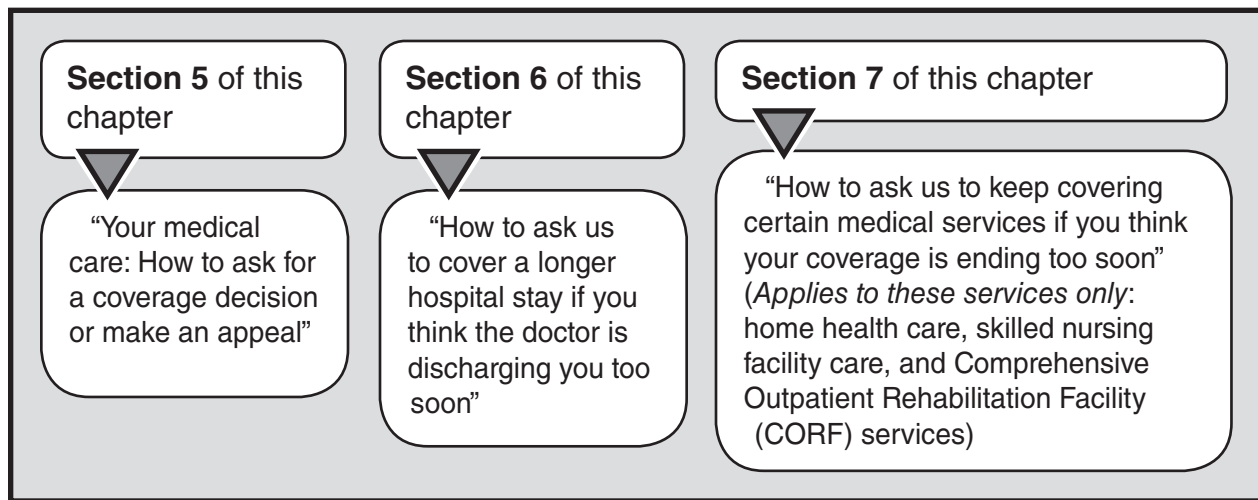 Section 5 of this
chapter
“Your medical
care: How to ask for
a coverage decision
or make an appeal”
Section 6 of this
chapter
“How to ask us
to cover a longer
hospital stay if you
think the doctor is
discharging you too
soon”
Section 7 of this chapter
“How to ask us to keep covering
certain medical services if you think
your coverage is ending too soon”
(Applies to these services only:
home health care, skilled nursing
facility care, and Comprehensive
Outpatient Rehabilitation Facility
(CORF) services)